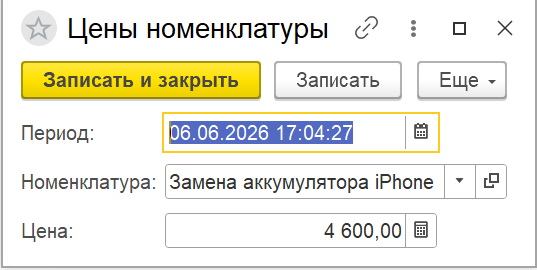 Цены номенклатуры
Записать и закрыть Записать Еще
Период: 06.06.2026 17:04:27
Номенклатура: Замена аккумулятора iPhone
Цена: 4 600,00